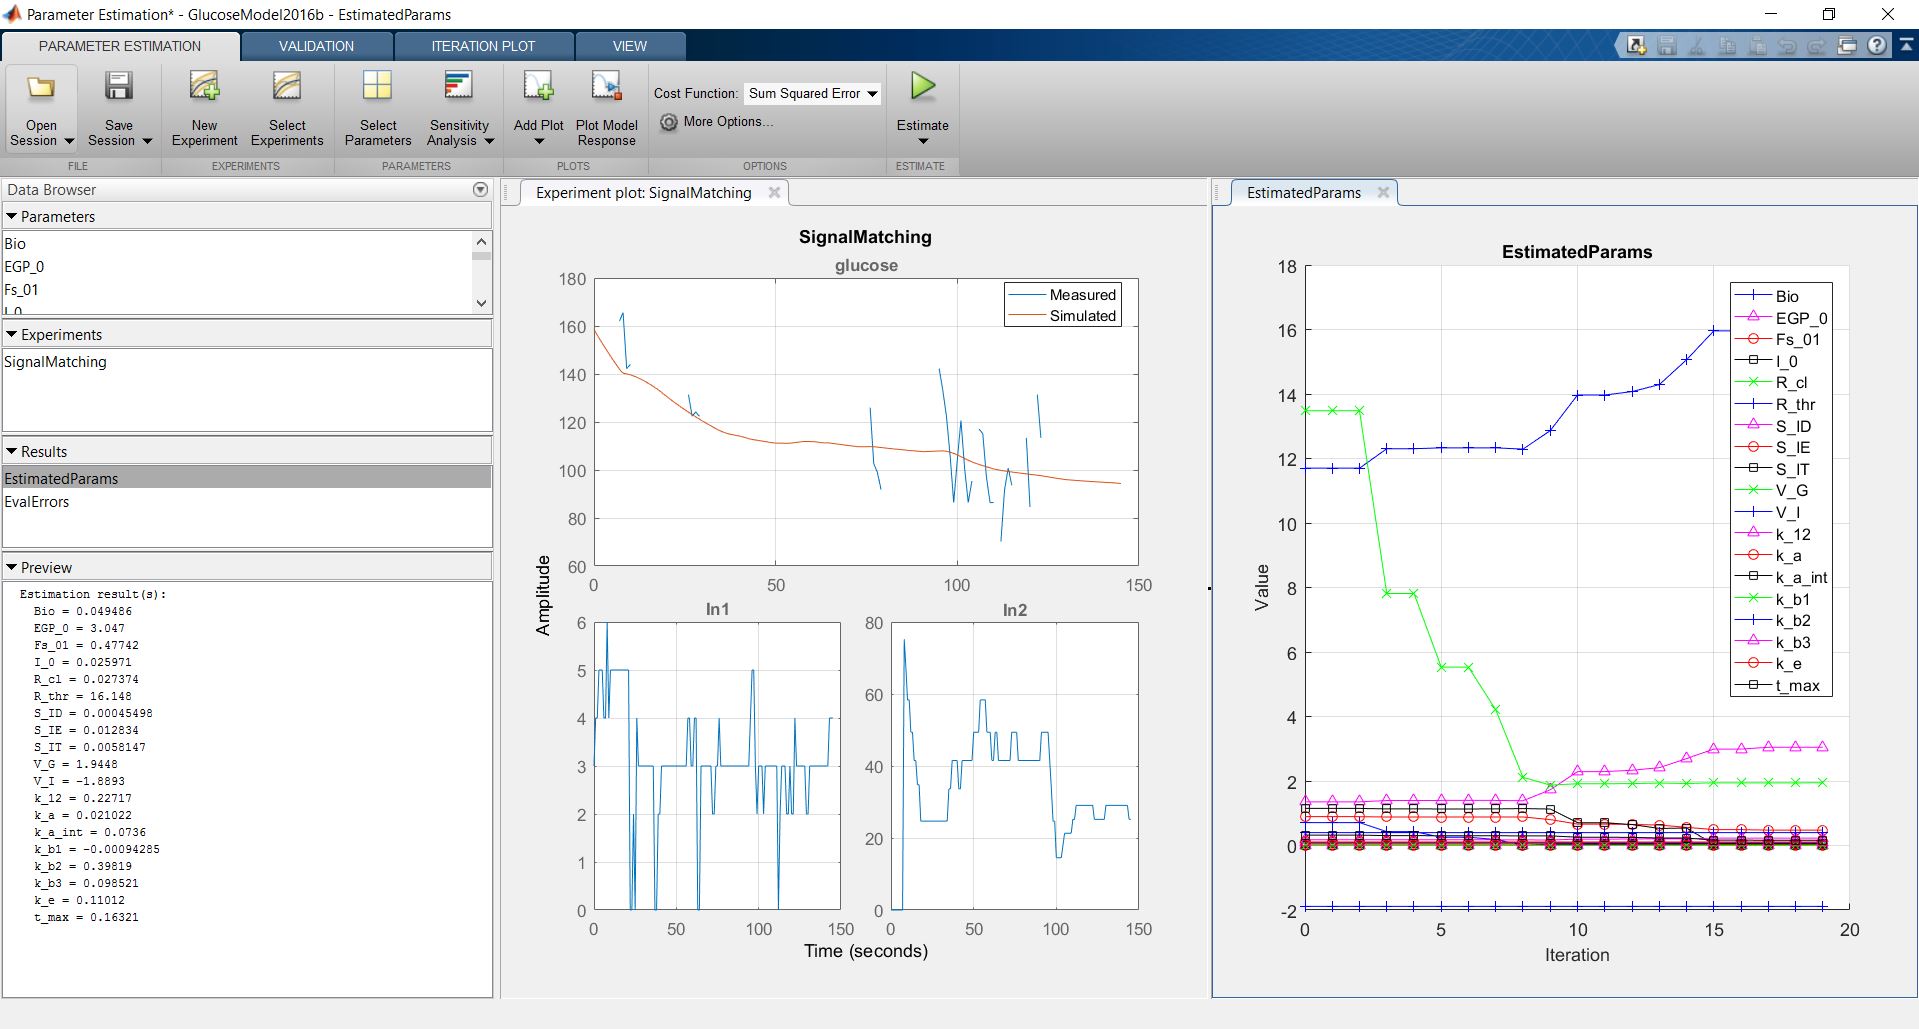 Parameter Estimation* - GlucoseModel2016b - EstimatedParams
PARAMETER ESTIMATION
VALIDATION
ITERATION PLOT
VIEW
Open Session
Save Session
New Experiment
Select Experiments
Select Parameters
Sensitivity Analysis
Add Plot
Plot Model Response
Cost Function: Sum Squared Error
More Options...
Estimate
FILE
EXPERIMENTS
PARAMETERS
PLOTS
OPTIONS
ESTIMATE
Data Browser
Parameters
Bio
EGP_0
Fs_01
I_0
Experiments
SignalMatching
Results
EstimatedParams
EvalErrors
Preview
Estimation result(s):
Bio = 0.049486
EGP_0 = 3.047
Fs_01 = 0.47742
I_0 = 0.025971
R_cl = 0.027374
R_thr = 16.148
S_ID = 0.00045498
S_IE = 0.012834
S_IT = 0.0058147
V_G = 1.9448
V_I = -1.8893
k_12 = 0.22717
k_a = 0.021022
k_a_int = 0.0736
k_b1 = -0.00094285
k_b2 = 0.39819
k_b3 = 0.098521
k_e = 0.11012
t_max = 0.16321
Experiment plot: SignalMatching
SignalMatching
glucose
Measured
Simulated
180
160
140
120
100
80
60
0 50 100 150
Amplitude
In1
6
5
4
3
2
1
0
0 50 100 150
In2
80
60
40
20
0
0 50 100 150
Time (seconds)
EstimatedParams
EstimatedParams
18
16
14
12
10
8
6
4
2
0
-2
0 5 10 15 20
Value
Iteration
Bio
EGP_0
Fs_01
I_0
R_cl
R_thr
S_ID
S_IE
S_IT
V_G
V_I
k_12
k_a
k_a_int
k_b1
k_b2
k_b3
k_e
t_max